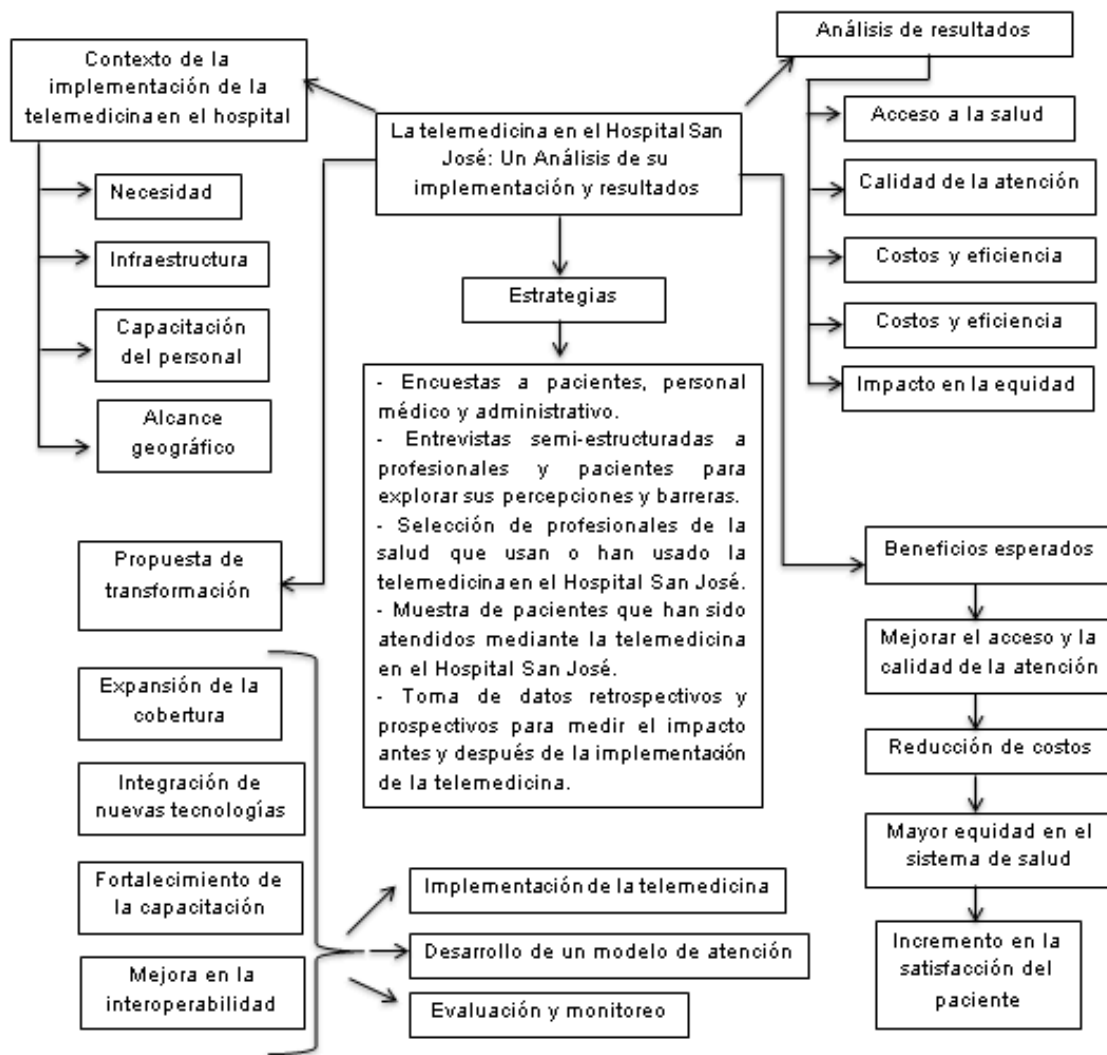 Contexto de la
implementación de la
telemedicina en el hospital
Necesidad
Infraestructura
Capacitación
del personal
Alcance
geográfico
La telemedicina en el Hospital San
José: Un Análisis de su
implementación y resultados
Análisis de resultados
Acceso a la salud
Calidad de la atención
Costos y eficiencia
Costos y eficiencia
Impacto en la equidad
Estrategias
- Encuestas a pacientes, personal
médico y administrativo.
- Entrevistas semi-estructuradas a
profesionales y pacientes para
explorar sus percepciones y barreras.
- Selección de profesionales de la
salud que usan o han usado la
telemedicina en el Hospital San José.
- Muestra de pacientes que han sido
atendidos mediante la telemedicina
en el Hospital San José.
- Toma de datos retrospectivos y
prospectivos para medir el impacto
antes y después de la implementación
de la telemedicina.
Propuesta de
transformación
Expansión de la
cobertura
Integración de
nuevas tecnologías
Fortalecimiento de
la capacitación
Mejora en la
interoperabilidad
Implementación de la telemedicina
Desarrollo de un modelo de atención
Evaluación y monitoreo
Beneficios esperados
Mejorar el acceso y la
calidad de la atención
Reducción de costos
Mayor equidad en el
sistema de salud
Incremento en la
satisfacción del
paciente